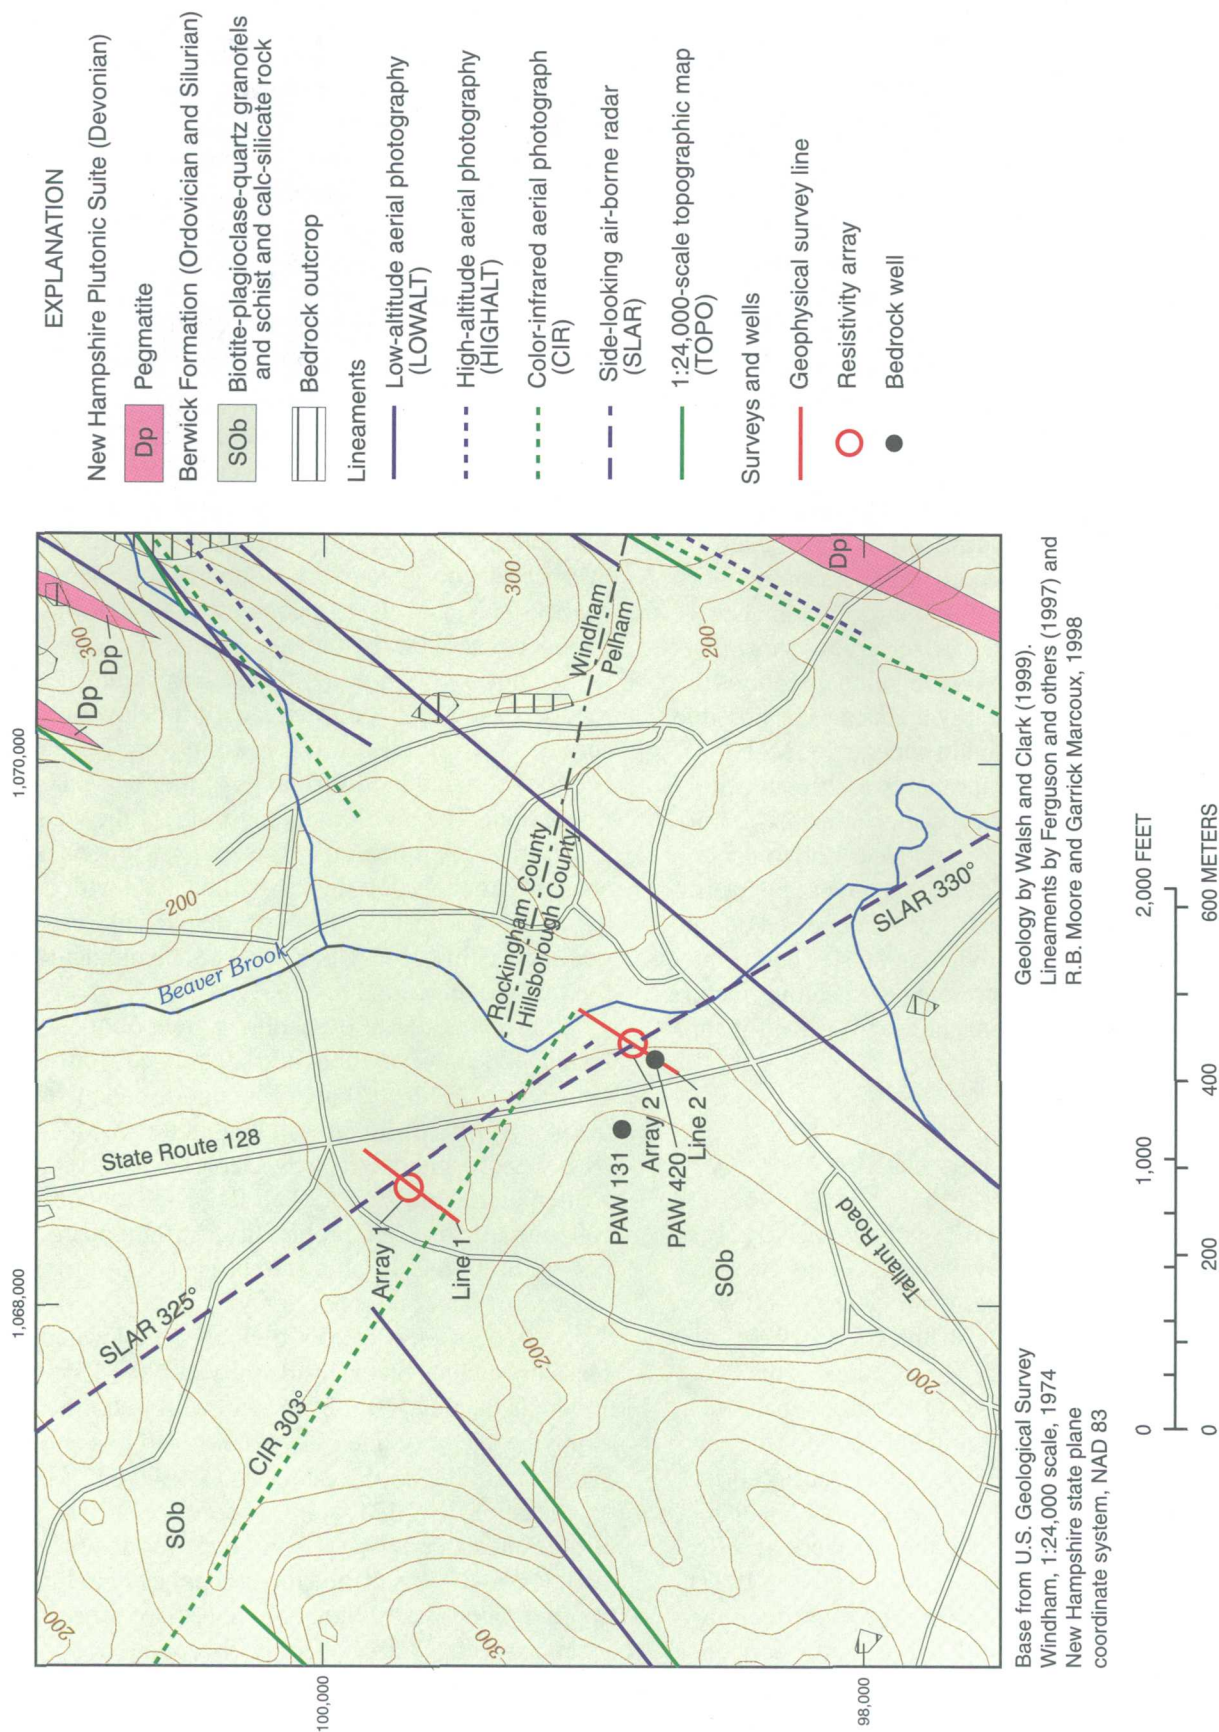 EXPLANATION
New Hampshire Plutonic Suite (Devonian)
Dp
Pegmatite
Berwick Formation (Ordovician and Silurian)
SOb
Biotite-plagioclase-quartz granofels
and schist and calc-silicate rock
Bedrock outcrop
Lineaments
Low-altitude aerial photography
(LOWALT)
High-altitude aerial photography
(HIGHALT)
Color-infrared aerial photograph
(CIR)
Side-looking air-borne radar
(SLAR)
1:24,000-scale topographic map
(TOPO)
Surveys and wells
Geophysical survey line
Resistivity array
Bedrock well
1,068,000
1,070,000
100,000
98,000
200
SOb
SLAR 325°
CIR 303°
State Route 128
Beaver Brook
200
300
Dp
Dp
300
Array 1
Line 1
Rockingham County
Hillsborough County
Windham
Pelham
300
200
PAW 131
Array 2
PAW 420
Line 2
SOb
200
200
Tallant Road
SLAR 330°
200
Dp
Base from U.S. Geological Survey
Windham, 1:24,000 scale, 1974
New Hampshire state plane
coordinate system, NAD 83
Geology by Walsh and Clark (1999).
Lineaments by Ferguson and others (1997) and
R.B. Moore and Garrick Marcoux, 1998
0
1,000
2,000 FEET
0
200
400
600 METERS